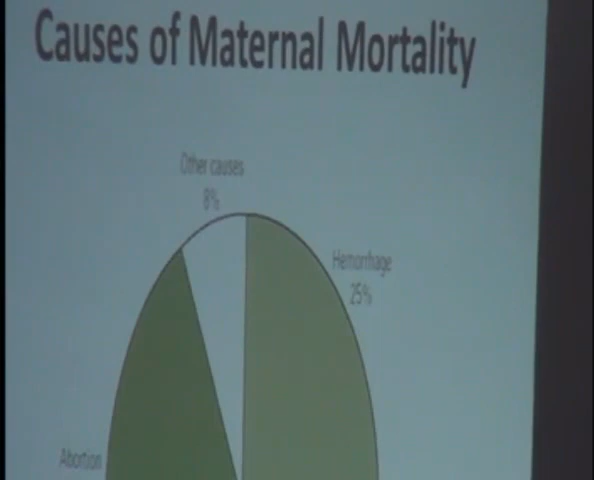 Causes of Maternal Mortality
Other causes
8%
Hemorrhage
25%
Abortion